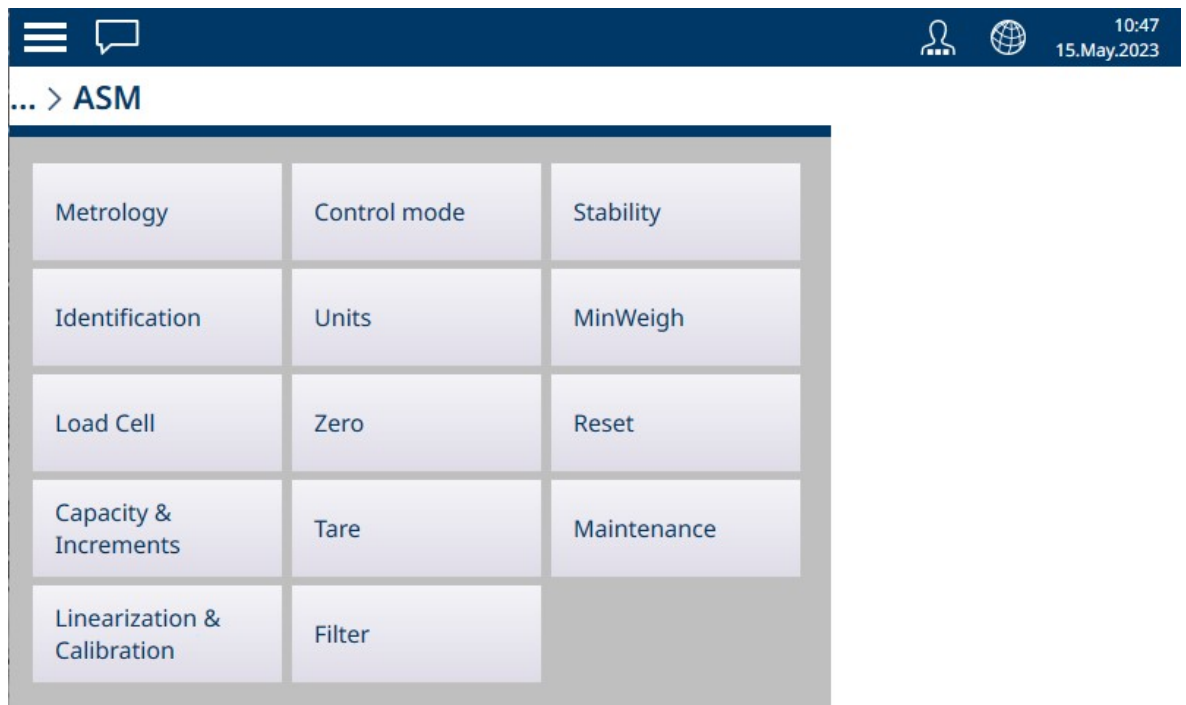 10:47
15.May.2023
... > ASM
Metrology
Control mode
Stability
Identification
Units
MinWeigh
Load Cell
Zero
Reset
Capacity &
Increments
Tare
Maintenance
Linearization &
Calibration
Filter